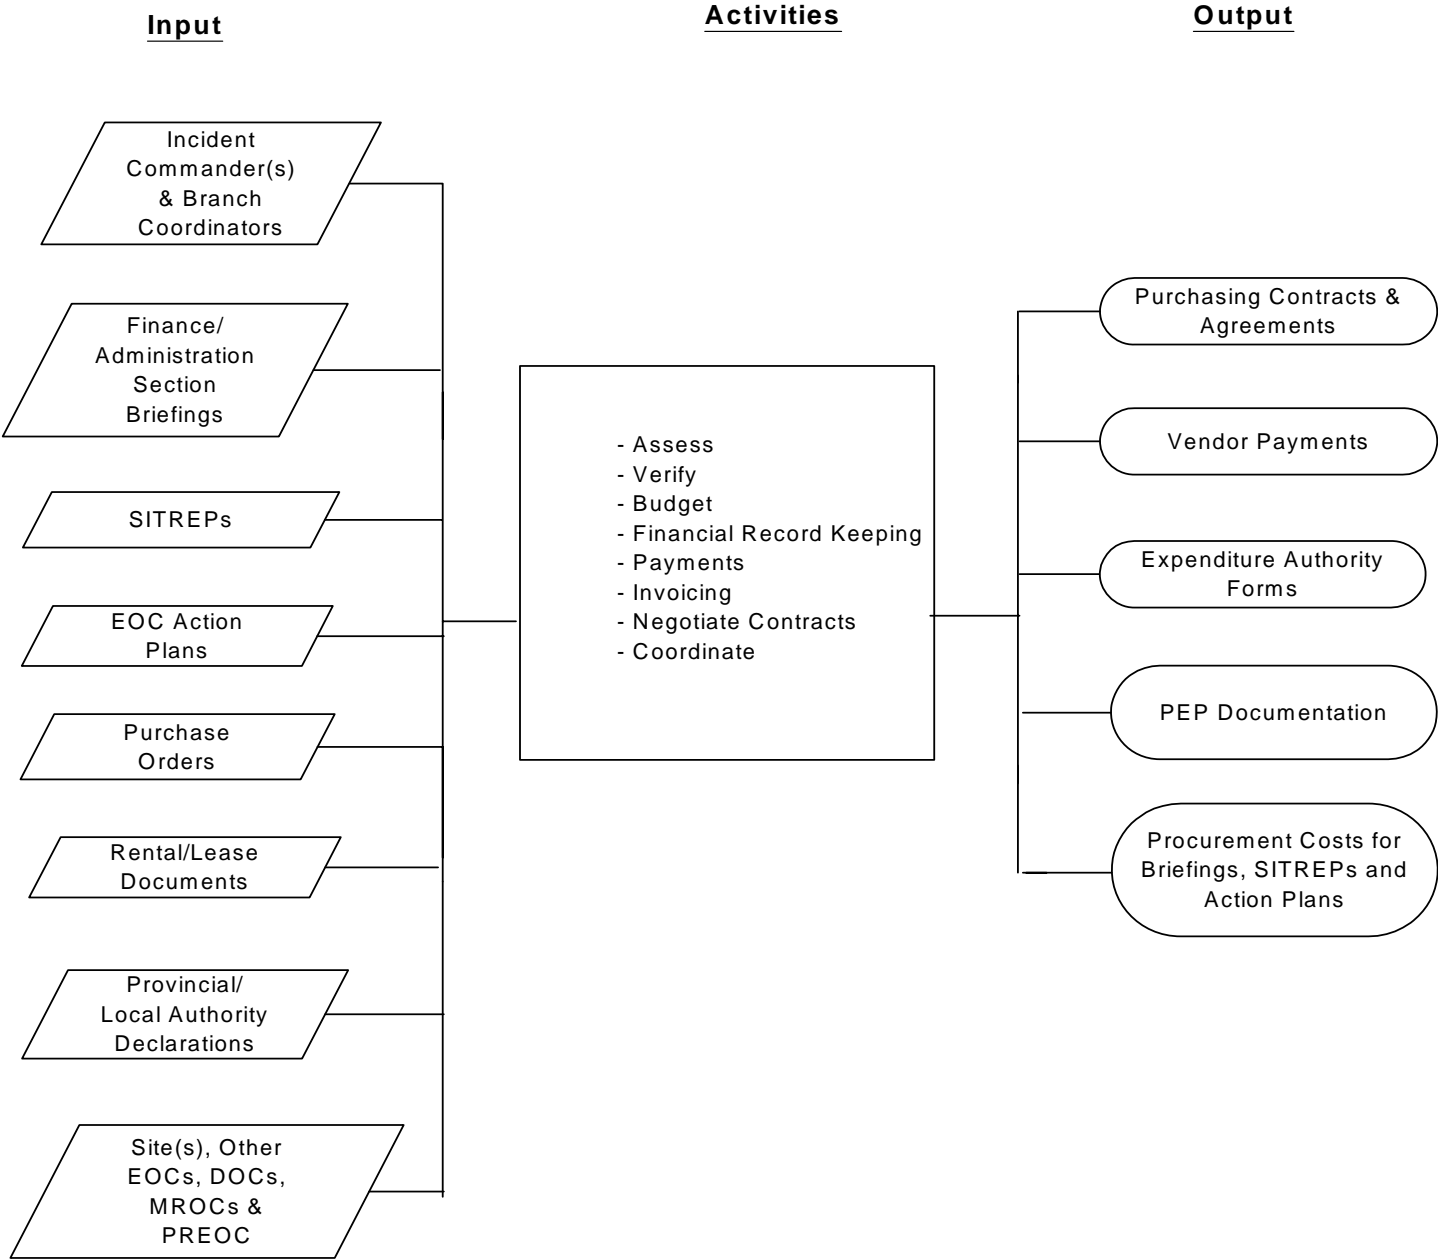 Input
Activities
Output
Incident
Commander(s)
& Branch
Coordinators
Finance/
Administration
Section
Briefings
SITREPs
EOC Action
Plans
Purchase
Orders
Rental/Lease
Documents
Provincial/
Local Authority
Declarations
Site(s), Other
EOCs, DOCs,
MROCs &
PREOC
- Assess
- Verify
- Budget
- Financial Record Keeping
- Payments
- Invoicing
- Negotiate Contracts
- Coordinate
Purchasing Contracts &
Agreements
Vendor Payments
Expenditure Authority
Forms
PEP Documentation
Procurement Costs for
Briefings, SITREPs and
Action Plans